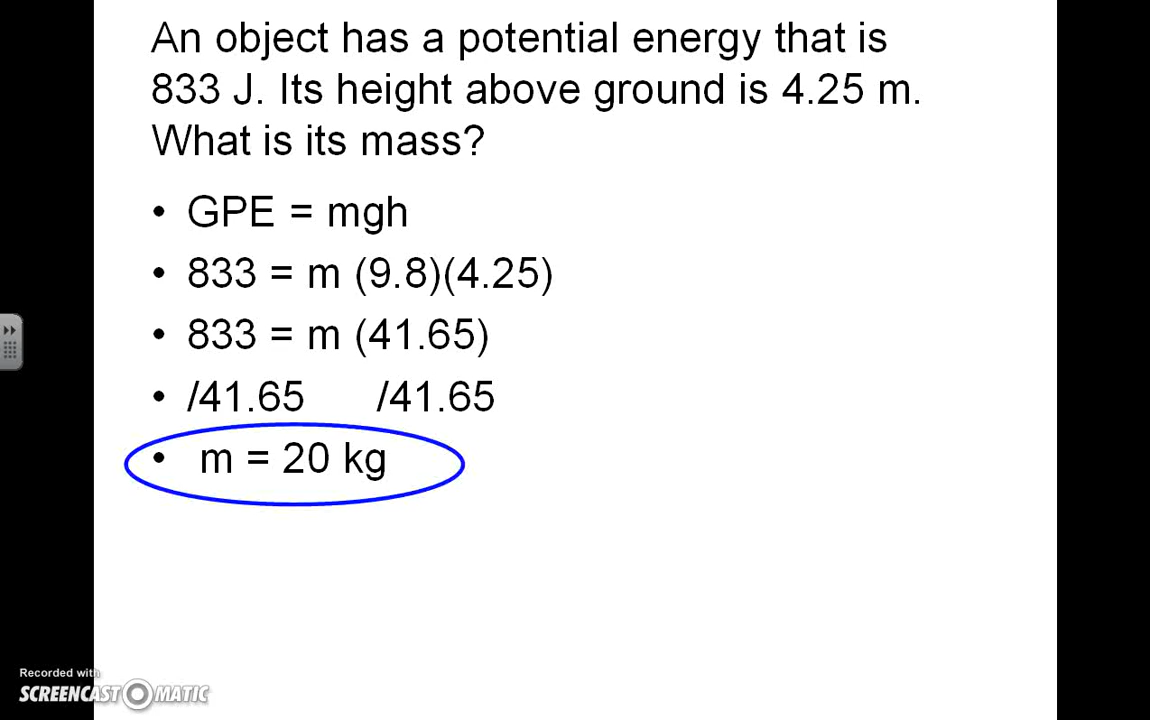 An object has a potential energy that is
833 J. Its height above ground is 4.25 m.
What is its mass?
• GPE = mgh
• 833 = m (9.8)(4.25)
• 833 = m (41.65)
• /41.65 /41.65
• m = 20 kg
Recorded with
SCREENCAST O MATIC